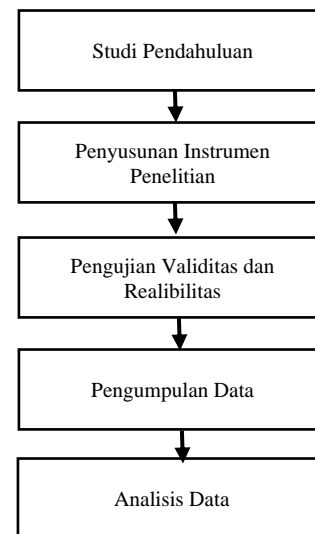 Studi Pendahuluan
Penyusunan Instrumen
Penelitian
Pengujian Validitas dan
Realibilitas
Pengumpulan Data
Analisis Data